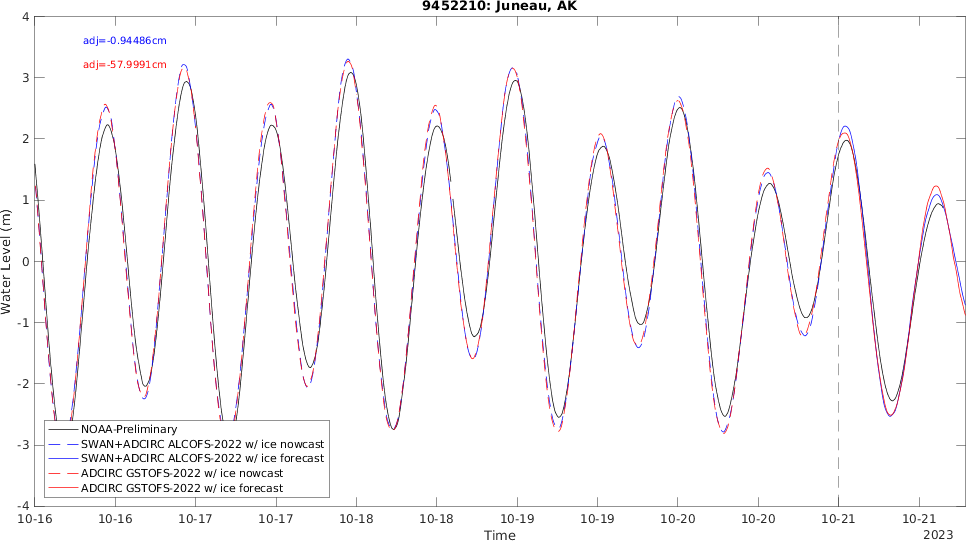 9452210: Juneau, AK
4
adj=-0.94486cm
adj=-57.9991cm
3
2
1
0
-1
-2
-3
-4
Water Level (m)
NOAA-Preliminary
SWAN+ADCIRC ALCOFS-2022 w/ ice nowcast
SWAN+ADCIRC ALCOFS-2022 w/ ice forecast
ADCIRC GSTOFS-2022 w/ ice nowcast
ADCIRC GSTOFS-2022 w/ ice forecast
10-16 10-16 10-17 10-17 10-18 10-18 10-19 10-19 10-20 10-20 10-21 10-21
Time
2023